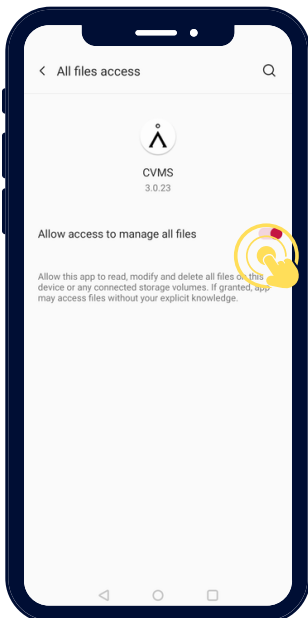 All files access
CVMS
3.0.23
Allow access to manage all files
Allow this app to read, modify and delete all files on this
device or any connected storage volumes. If granted, app
may access files without your explicit knowledge.